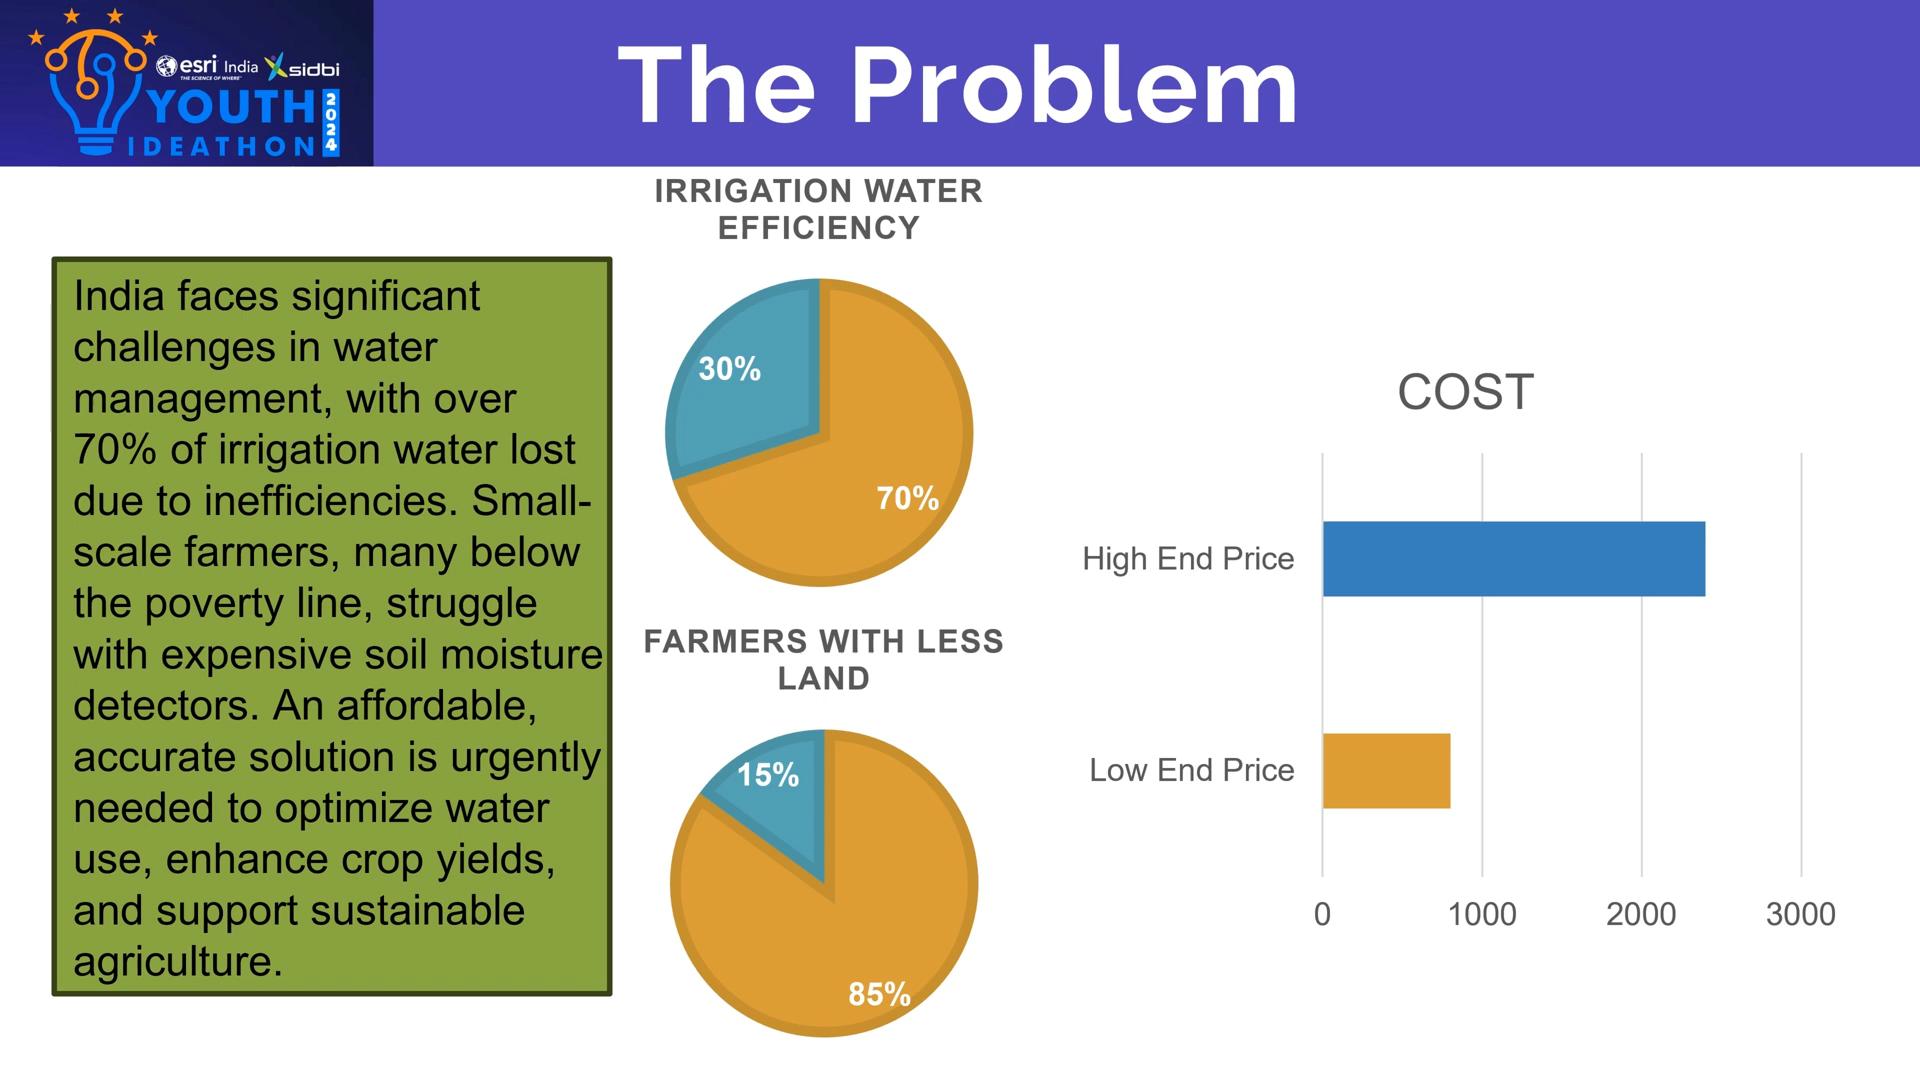 esri India sidbi
THE SCIENCE OF WHERE
YOUTH
2024
IDEATHON
The Problem
India faces significant
challenges in water
management, with over
70% of irrigation water lost
due to inefficiencies. Small-
scale farmers, many below
the poverty line, struggle
with expensive soil moisture
detectors. An affordable,
accurate solution is urgently
needed to optimize water
use, enhance crop yields,
and support sustainable
agriculture.
IRRIGATION WATER
EFFICIENCY
30%
70%
FARMERS WITH LESS
LAND
15%
85%
COST
High End Price
Low End Price
0 1000 2000 3000